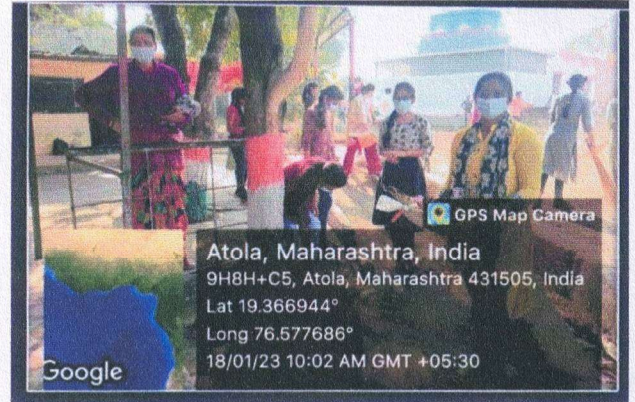 GPS Map Camera
Atola, Maharashtra, India
9H8H+C5, Atola, Maharashtra 431505, India
Lat 19.366944°
Long 76.577686°
18/01/23 10:02 AM GMT +05:30
Google